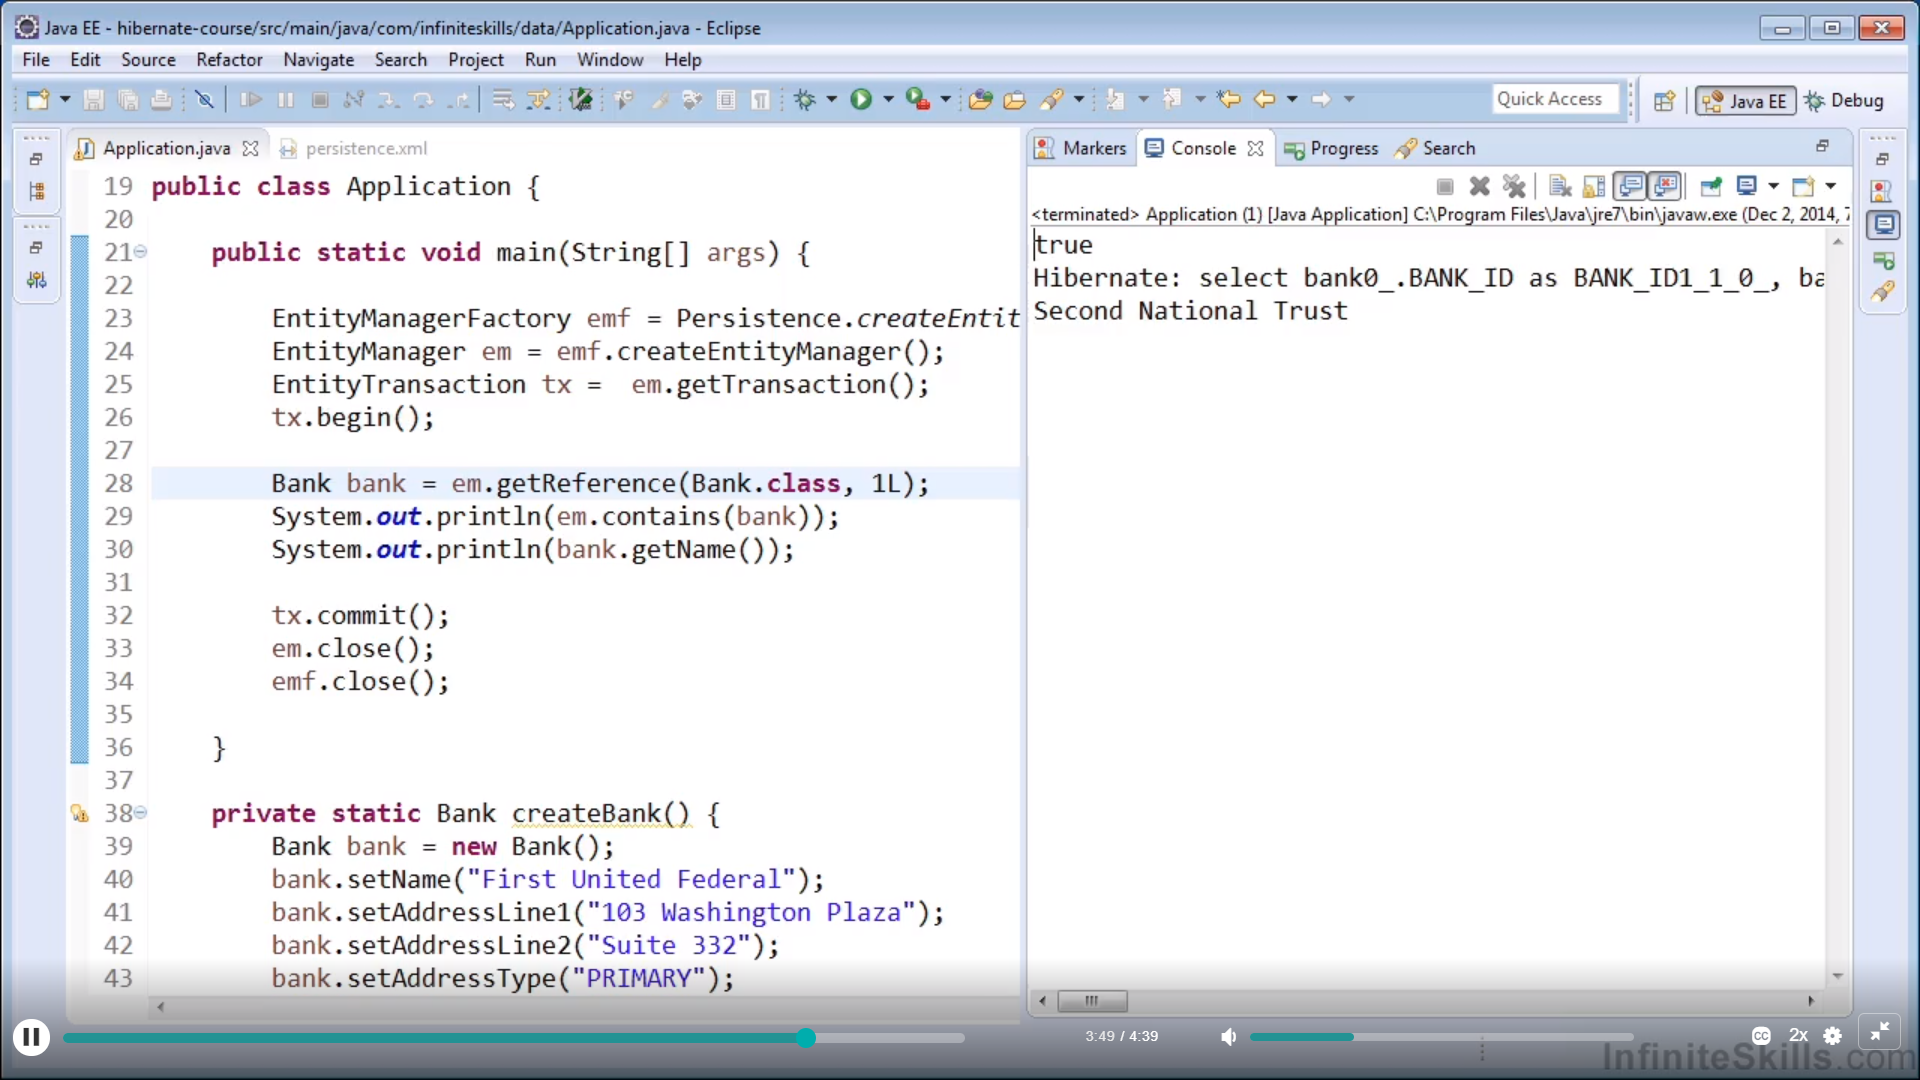 Java EE - hibernate-course/src/main/java/com/infiniteskills/data/Application.java - Eclipse
File Edit Source Refactor Navigate Search Project Run Window Help
Quick Access
Java EE
Debug
Application.java
persistence.xml
19 public class Application {
20
21 public static void main(String[] args) {
22
23 EntityManagerFactory emf = Persistence.createEntit
24 EntityManager em = emf.createEntityManager();
25 EntityTransaction tx =  em.getTransaction();
26 tx.begin();
27
28 Bank bank = em.getReference(Bank.class, 1L);
29 System.out.println(em.contains(bank));
30 System.out.println(bank.getName());
31
32 tx.commit();
33 em.close();
34 emf.close();
35
36 }
37
38 private static Bank createBank() {
39 Bank bank = new Bank();
40 bank.setName("First United Federal");
41 bank.setAddressLine1("103 Washington Plaza");
42 bank.setAddressLine2("Suite 332");
43 bank.setAddressType("PRIMARY");
Markers Console Progress Search
<terminated> Application (1) [Java Application] C:\Program Files\Java\jre7\bin\javaw.exe (Dec 2, 2014, 7
true
Hibernate: select bank0_.BANK_ID as BANK_ID1_1_0_, ba
Second National Trust
3:49 / 4:39
CC
2x
InfiniteSkills.com